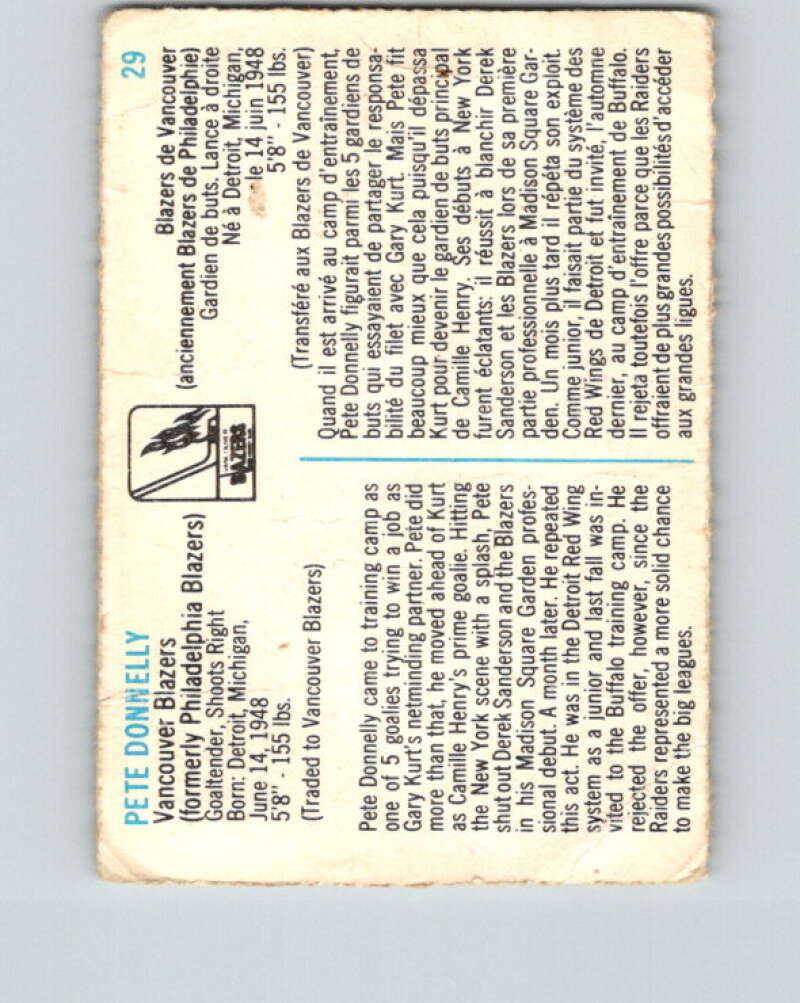 PETE DONNELLY
Vancouver Blazers
(formerly Philadelphia Blazers)
Goaltender, Shoots Right
Born: Detroit, Michigan,
June 14, 1948
5'8" - 155 lbs.
(Traded to Vancouver Blazers)
Pete Donnelly came to training camp as
one of 5 goalies trying to win a job as
Gary Kurt's netminding partner. Pete did
more than that, he moved ahead of Kurt
as Camille Henry's prime goalie. Hitting
the New York scene with a splash, Pete
shut out Derek Sanderson and the Blazers
in his Madison Square Garden profes-
sional debut. A month later. He repeated
this act. He was in the Detroit Red Wing
system as a junior and last fall was in-
vited to the Buffalo training camp. He
rejected the offer, however, since the
Raiders represented a more solid chance
to make the big leagues.
BLAZERS
29
Blazers de Vancouver
(anciennement Blazers de Philadelphie)
Gardien de buts. Lance à droite
Né à Detroit, Michigan,
le 14 juin 1948
5'8" - 155 lbs.
(Transféré aux Blazers de Vancouver)
Quand il est arrivé au camp d'entraînement,
Pete Donnelly figurait parmi les 5 gardiens de
buts qui essayaient de partager le responsa-
bilité du filet avec Gary Kurt. Mais Pete fit
beaucoup mieux que cela puisqu'il dépassa
Kurt pour devenir le gardien de buts principal
de Camille Henry. Ses débuts à New York
furent éclatants: il réussit à blanchir Derek
Sanderson et les Blazers lors de sa première
partie professionnelle à Madison Square Gar-
den. Un mois plus tard il répéta son exploit.
Comme junior, il faisait partie du système des
Red Wings de Detroit et fut invité, l'automne
dernier, au camp d'entraînement de Buffalo.
Il rejeta toutefois l'offre parce que les Raiders
offraient de plus grandes possibilités d'accéder
aux grandes ligues.